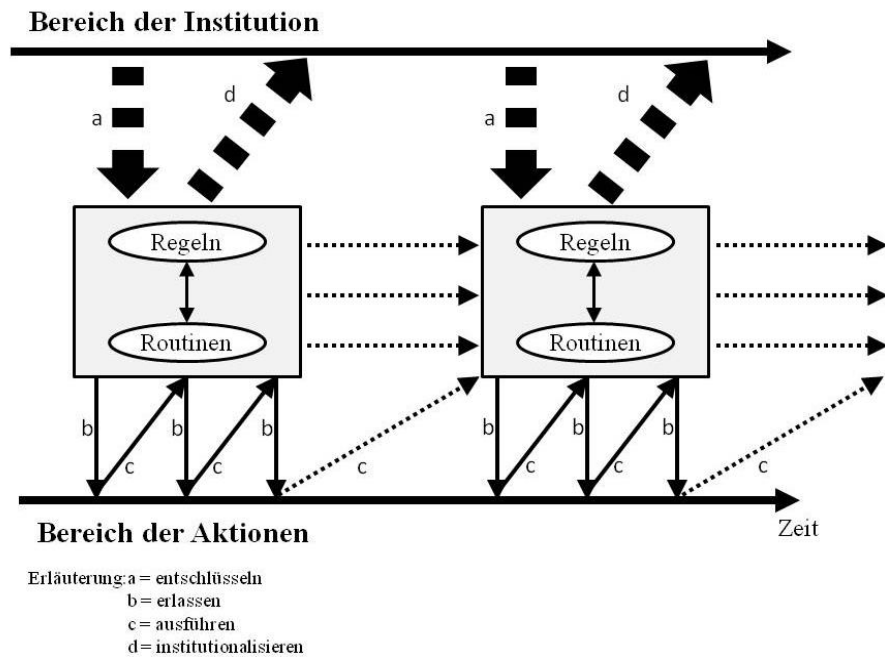 Bereich der Institution
a
d
a
d
Regeln
Regeln
Routinen
Routinen
b
b
b
b
b
b
c
c
c
c
c
c
Zeit
Bereich der Aktionen
Erläuterung:a = entschlüsseln
b = erlassen
c = ausführen
d = institutionalisieren